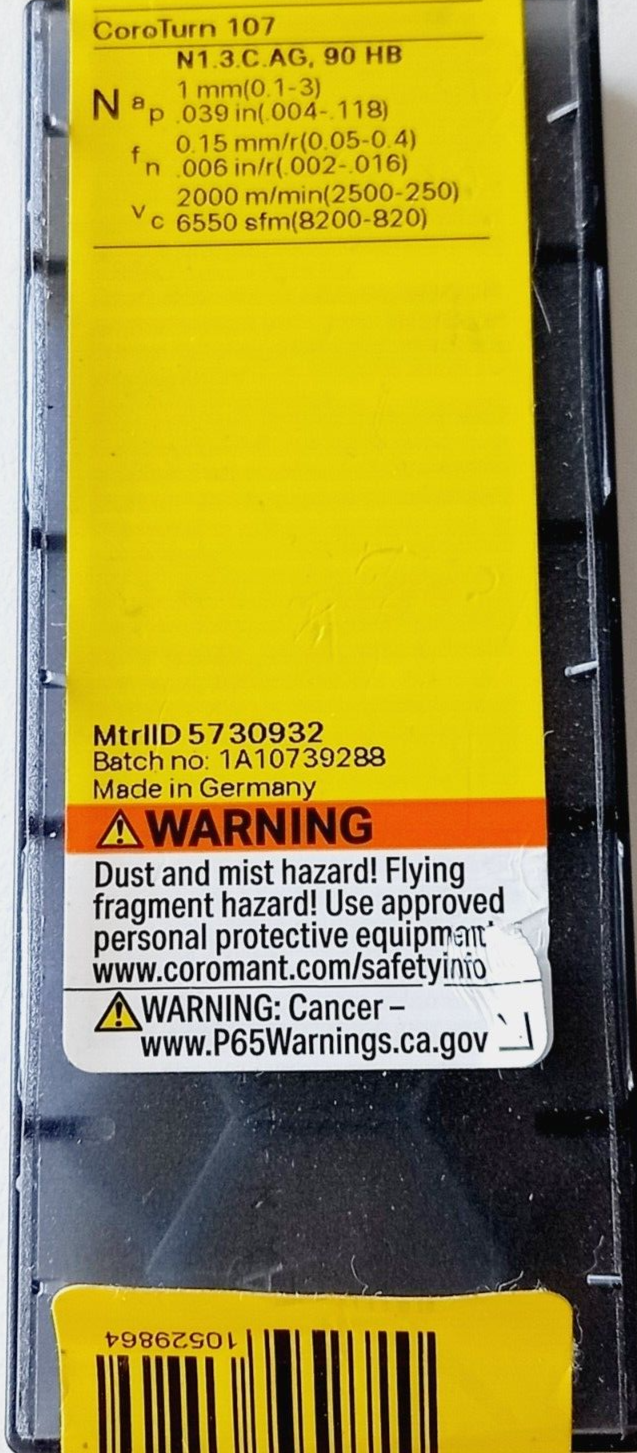 CoroTurn 107
N1.3.C.AG, 90 HB
N ap 1 mm(0.1-3)
.039 in(.004-.118)
fn 0.15 mm/r(0.05-0.4)
.006 in/r(.002-.016)
vc 2000 m/min(2500-250)
6550 sfm(8200-820)
MtrlID 5730932
Batch no: 1A10739288
Made in Germany
WARNING
Dust and mist hazard! Flying
fragment hazard! Use approved
personal protective equipment
www.coromant.com/safetyinfo
WARNING: Cancer –
www.P65Warnings.ca.gov
10529864